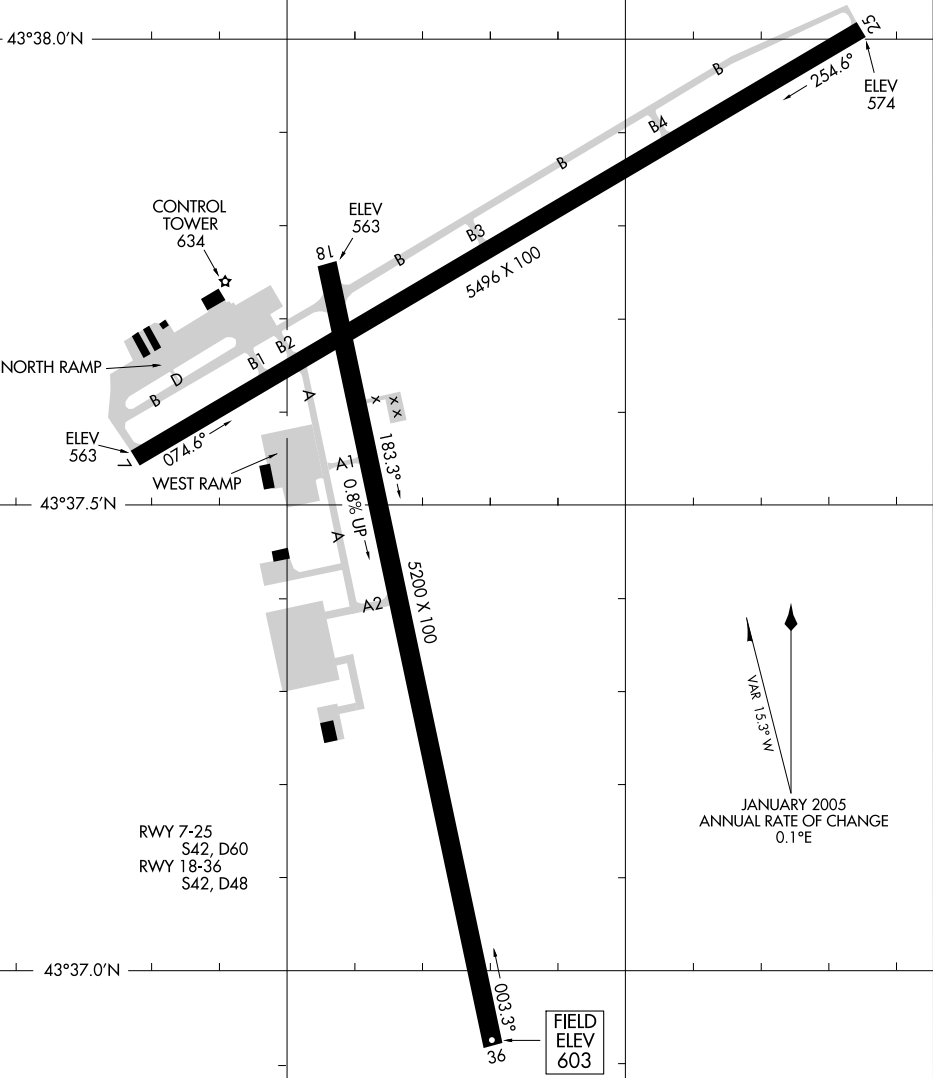 43°38.0'N
25
B
254.6°
ELEV
574
B4
B
CONTROL
TOWER
634
ELEV
563
18
B3
B
5496 X 100
NORTH RAMP
B2
B1
D
B
A
x
x
x
ELEV
563
7
074.6°
183.3°
WEST RAMP
A1
0.8% UP
43°37.5'N
A
5200 X 100
A2
VAR 15.3° W
JANUARY 2005
ANNUAL RATE OF CHANGE
0.1°E
RWY 7-25
S42, D60
RWY 18-36
S42, D48
43°37.0'N
003.3°
36
FIELD
ELEV
603